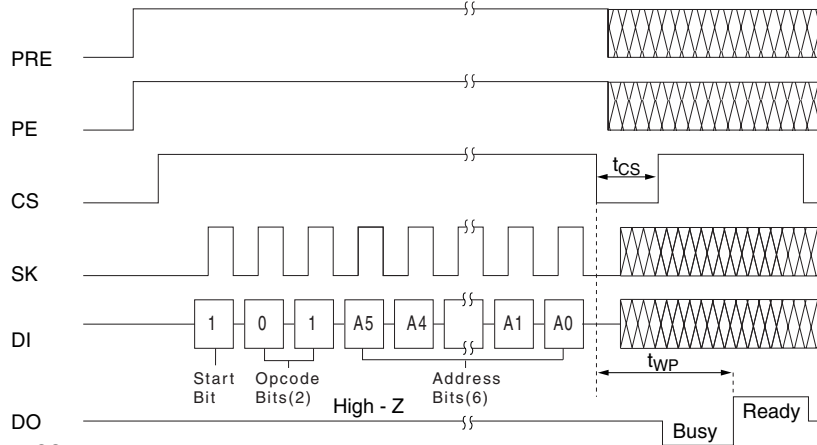 PRE
PE
CS
tCS
SK
DI
1 0 1 A5 A4 A1 A0
Start Bit
Opcode Bits(2)
Address Bits(6)
tWP
DO
High - Z
Busy
Ready